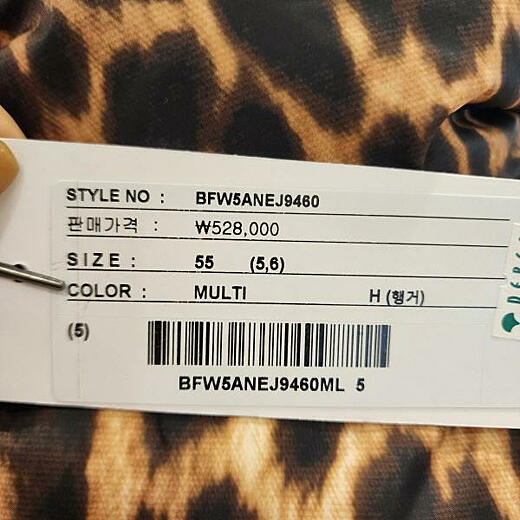 STYLE NO : BFW5ANEJ9460
판매가격 : ₩528,000
SIZE : 55 (5,6)
COLOR : MULTI H (행거)
(5)
BFW5ANEJ9460ML 5